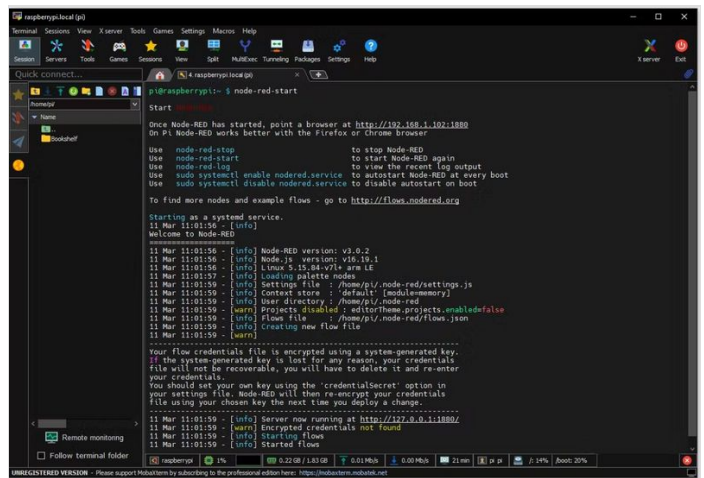 raspberrypi.local (pi)
Terminal Sessions View X server Tools Games Settings Macros Help
Session Servers Tools Games Sessions View Split MultiExec Tunneling Packages Settings Help X server Exit
Quick connect...
4. raspberrypi.local (pi)
/home/pi/
Name
..
Bookshelf
pi@raspberrypi:~ $ node-red-start
Start
Once Node-RED has started, point a browser at http://192.168.1.102:1880
On Pi Node-RED works better with the Firefox or Chrome browser
Use node-red-stop to stop Node-RED
Use node-red-start to start Node-RED again
Use node-red-log to view the recent log output
Use sudo systemctl enable nodered.service to autostart Node-RED at every boot
Use sudo systemctl disable nodered.service to disable autostart on boot
To find more nodes and example flows - go to http://flows.nodered.org
Starting as a systemd service.
11 Mar 11:01:56 - [info]
Welcome to Node-RED
===================
11 Mar 11:01:56 - [info] Node-RED version: v3.0.2
11 Mar 11:01:56 - [info] Node.js version: v16.19.1
11 Mar 11:01:56 - [info] Linux 5.15.84-v7l+ arm LE
11 Mar 11:01:57 - [info] Loading palette nodes
11 Mar 11:01:59 - [info] Settings file : /home/pi/.node-red/settings.js
11 Mar 11:01:59 - [info] Context store : 'default' [module=memory]
11 Mar 11:01:59 - [info] User directory : /home/pi/.node-red
11 Mar 11:01:59 - [warn] Projects disabled : editorTheme.projects.enabled=false
11 Mar 11:01:59 - [info] Flows file : /home/pi/.node-red/flows.json
11 Mar 11:01:59 - [info] Creating new flow file
11 Mar 11:01:59 - [warn]
---------------------------------------------------------------------
Your flow credentials file is encrypted using a system-generated key.
If the system-generated key is lost for any reason, your credentials
file will not be recoverable, you will have to delete it and re-enter
your credentials.
You should set your own key using the 'credentialSecret' option in
your settings file. Node-RED will then re-encrypt your credentials
file using your chosen key the next time you deploy a change.
---------------------------------------------------------------------
11 Mar 11:01:59 - [info] Server now running at http://127.0.0.1:1880/
11 Mar 11:01:59 - [warn] Encrypted credentials not found
11 Mar 11:01:59 - [info] Starting flows
11 Mar 11:01:59 - [info] Started flows
Remote monitoring
Follow terminal folder
raspberrypi 1% 0.22 GB / 1.83 GB 0.01 Mb/s 0.00 Mb/s 21 min pi pi /: 14% /boot: 20%
UNREGISTERED VERSION - Please support MobaXterm by subscribing to the professional edition here: https://mobaxterm.mobatek.net